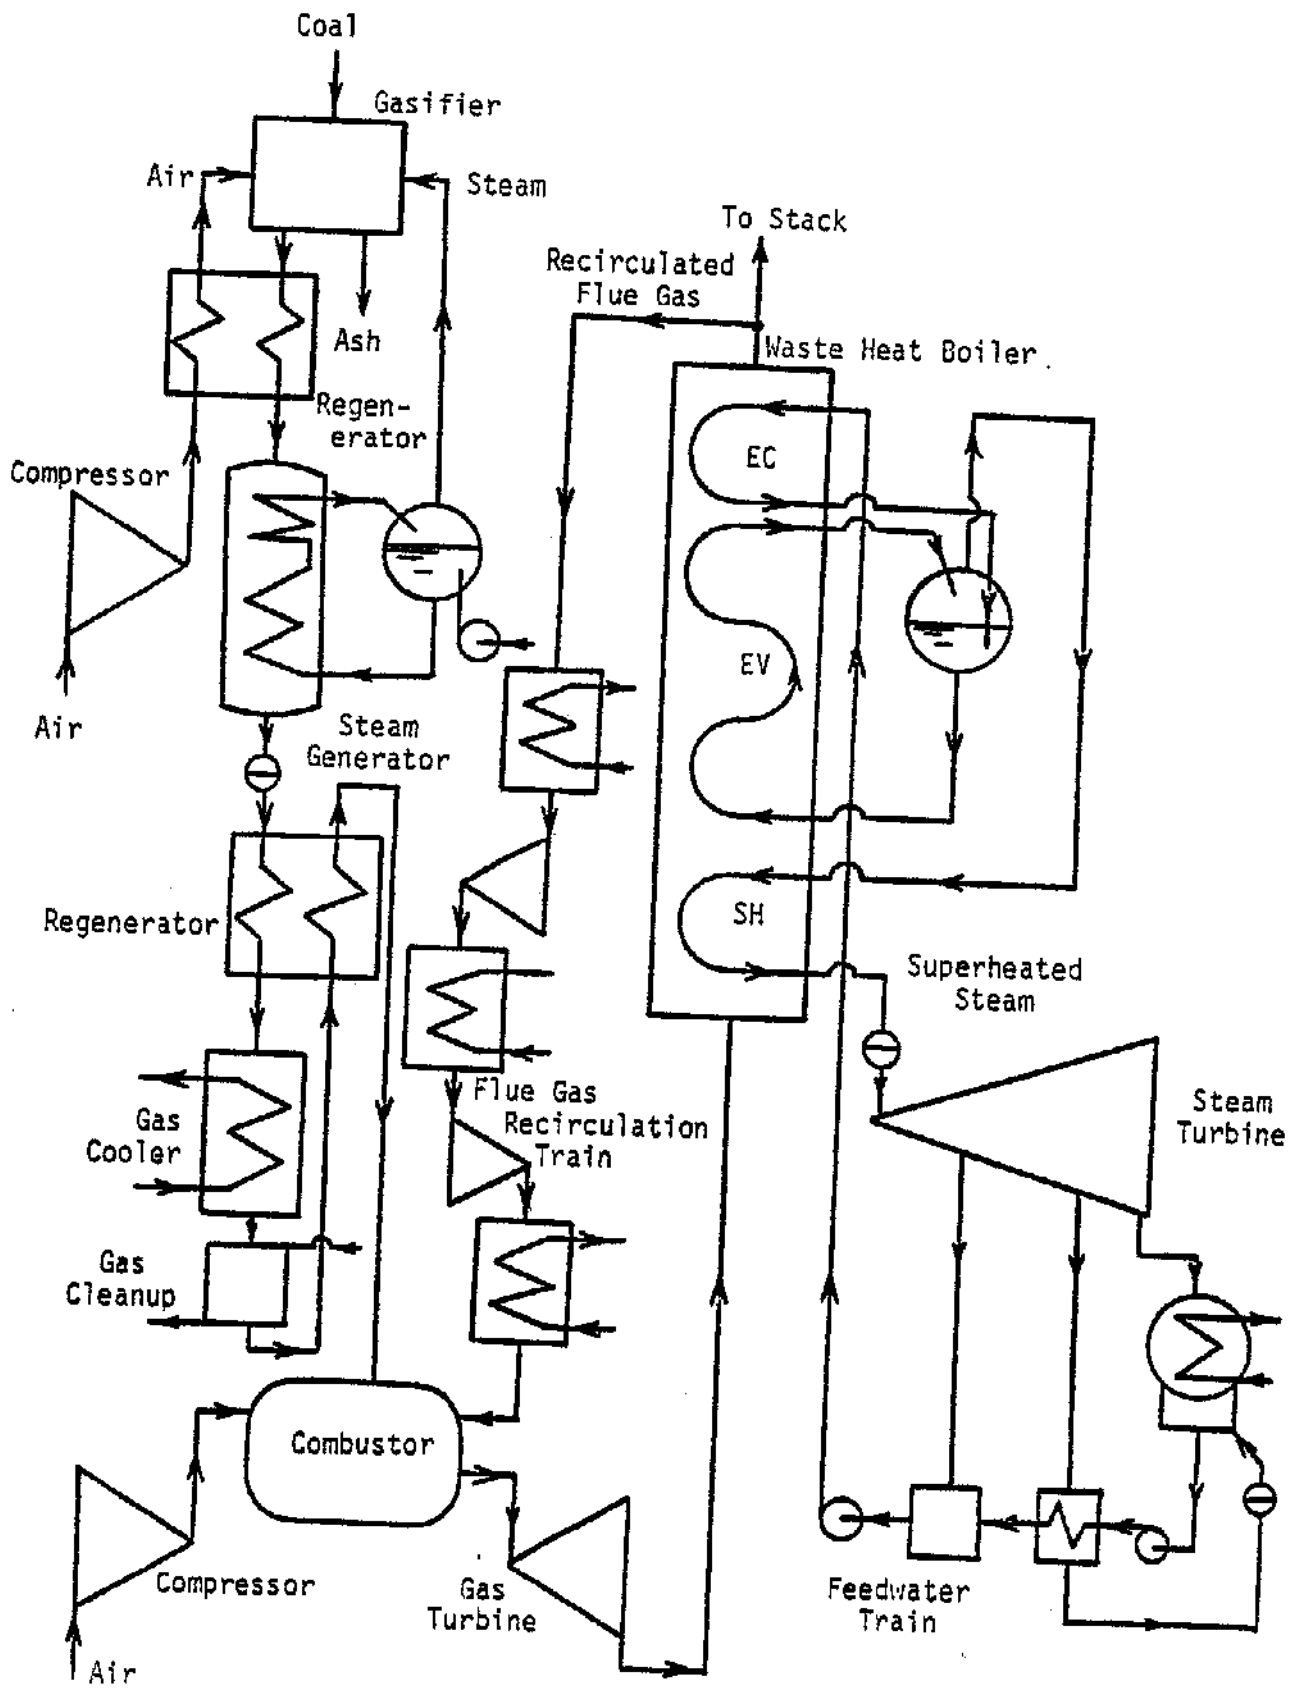 Coal
Gasifier
Air
Steam
To Stack
Recirculated
Flue Gas
Ash
Waste Heat Boiler
Regen-
erator
Compressor
EC
EV
Air
Steam
Generator
Regenerator
SH
Superheated
Steam
Flue Gas
Recirculation
Train
Steam
Turbine
Gas
Cooler
Gas
Cleanup
Combustor
Compressor
Gas
Turbine
Feedwater
Train
Air